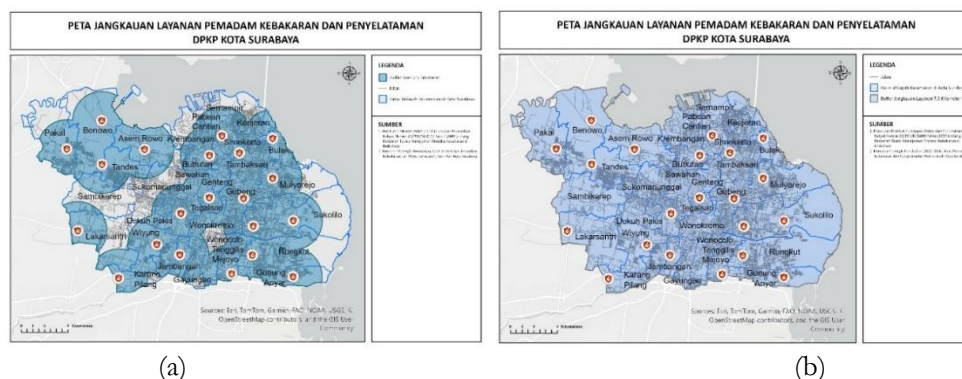 PETA JANGKAUAN LAYANAN PEMADAM KEBAKARAN DAN PENYELATAMAN
DPKP KOTA SURABAYA
LEGENDA
Jalan
SUMBER
Pakal
Benowo
Asem Rowo
Krembangan
Pabean
Cantian
Semampir
Kenjeran
Simokerto
Bulak
Tandes
Bubutan
Tambaksari
Sawahan
Sukomanunggal
Genteng
Gubeng
Mulyorejo
Sambikerep
Tegalsari
Sukolilo
Lakarsantri
Dukuh Pakis
Wiyung
Wonokromo
Wonocolo
Tenggilis
Mejoyo
Rungkut
Jambangan
Karang
Pilang
Gayungan
Gunung
Anyar
Sources: Esri, TomTom, Garmin, FAO, NOAA, USGS, ©
OpenStreetMap contributors, and the GIS User
Community
(a)
PETA JANGKAUAN LAYANAN PEMADAM KEBAKARAN DAN PENYELATAMAN
DPKP KOTA SURABAYA
LEGENDA
Jalan
SUMBER
Pakal
Benowo
Asem Rowo
Krembangan
Pabean
Cantian
Semampir
Kenjeran
Simokerto
Bulak
Tandes
Bubutan
Tambaksari
Sawahan
Sukomanunggal
Genteng
Gubeng
Mulyorejo
Sambikerep
Tegalsari
Sukolilo
Lakarsantri
Dukuh Pakis
Wiyung
Wonokromo
Wonocolo
Tenggilis
Mejoyo
Rungkut
Jambangan
Karang
Pilang
Gayungan
Gunung
Anyar
Sources: Esri, TomTom, Garmin, FAO, NOAA, USGS, ©
OpenStreetMap contributors, and the GIS User
Community
(b)